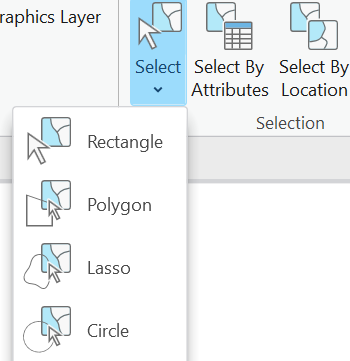 raphics Layer
Select
Select By
Attributes
Select By
Location
Selection
Rectangle
Polygon
Lasso
Circle